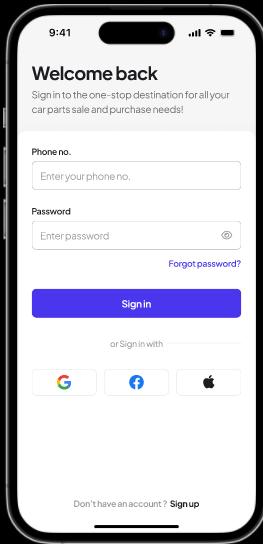 9:41
Welcome back
Sign in to the one-stop destination for all your
car parts sale and purchase needs!
Phone no.
Enter your phone no.
Password
Enter password
Forgot password?
Sign in
or Sign in with
Don't have an account ? Sign up